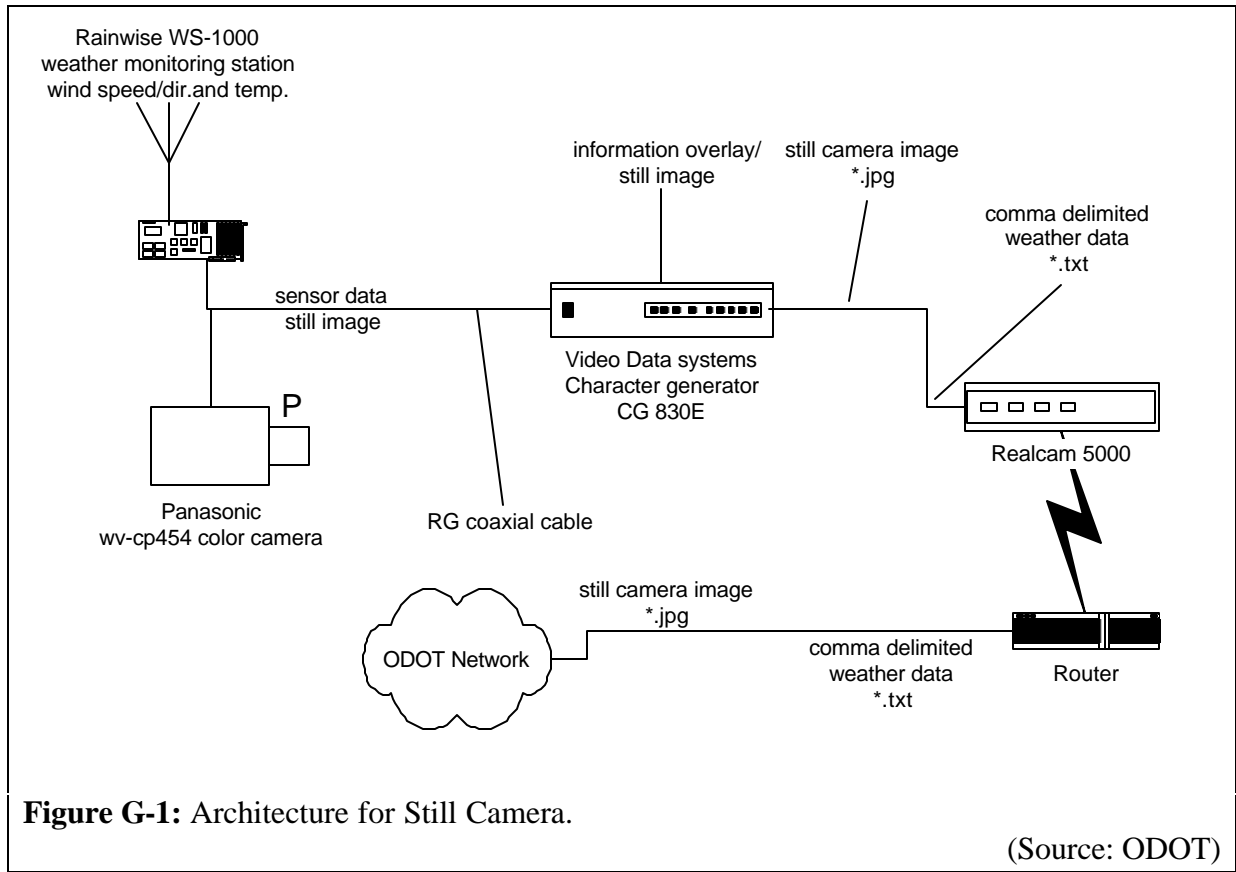 Rainwise WS-1000
weather monitoring station
wind speed/dir.and temp.
information overlay/
still image
still camera image
*.jpg
comma delimited
weather data
*.txt
sensor data
still image
Video Data systems
Character generator
CG 830E
P
Realcam 5000
Panasonic
wv-cp454 color camera
RG coaxial cable
still camera image
*.jpg
ODOT Network
comma delimited
weather data
*.txt
Router
Figure G-1: Architecture for Still Camera.
(Source: ODOT)